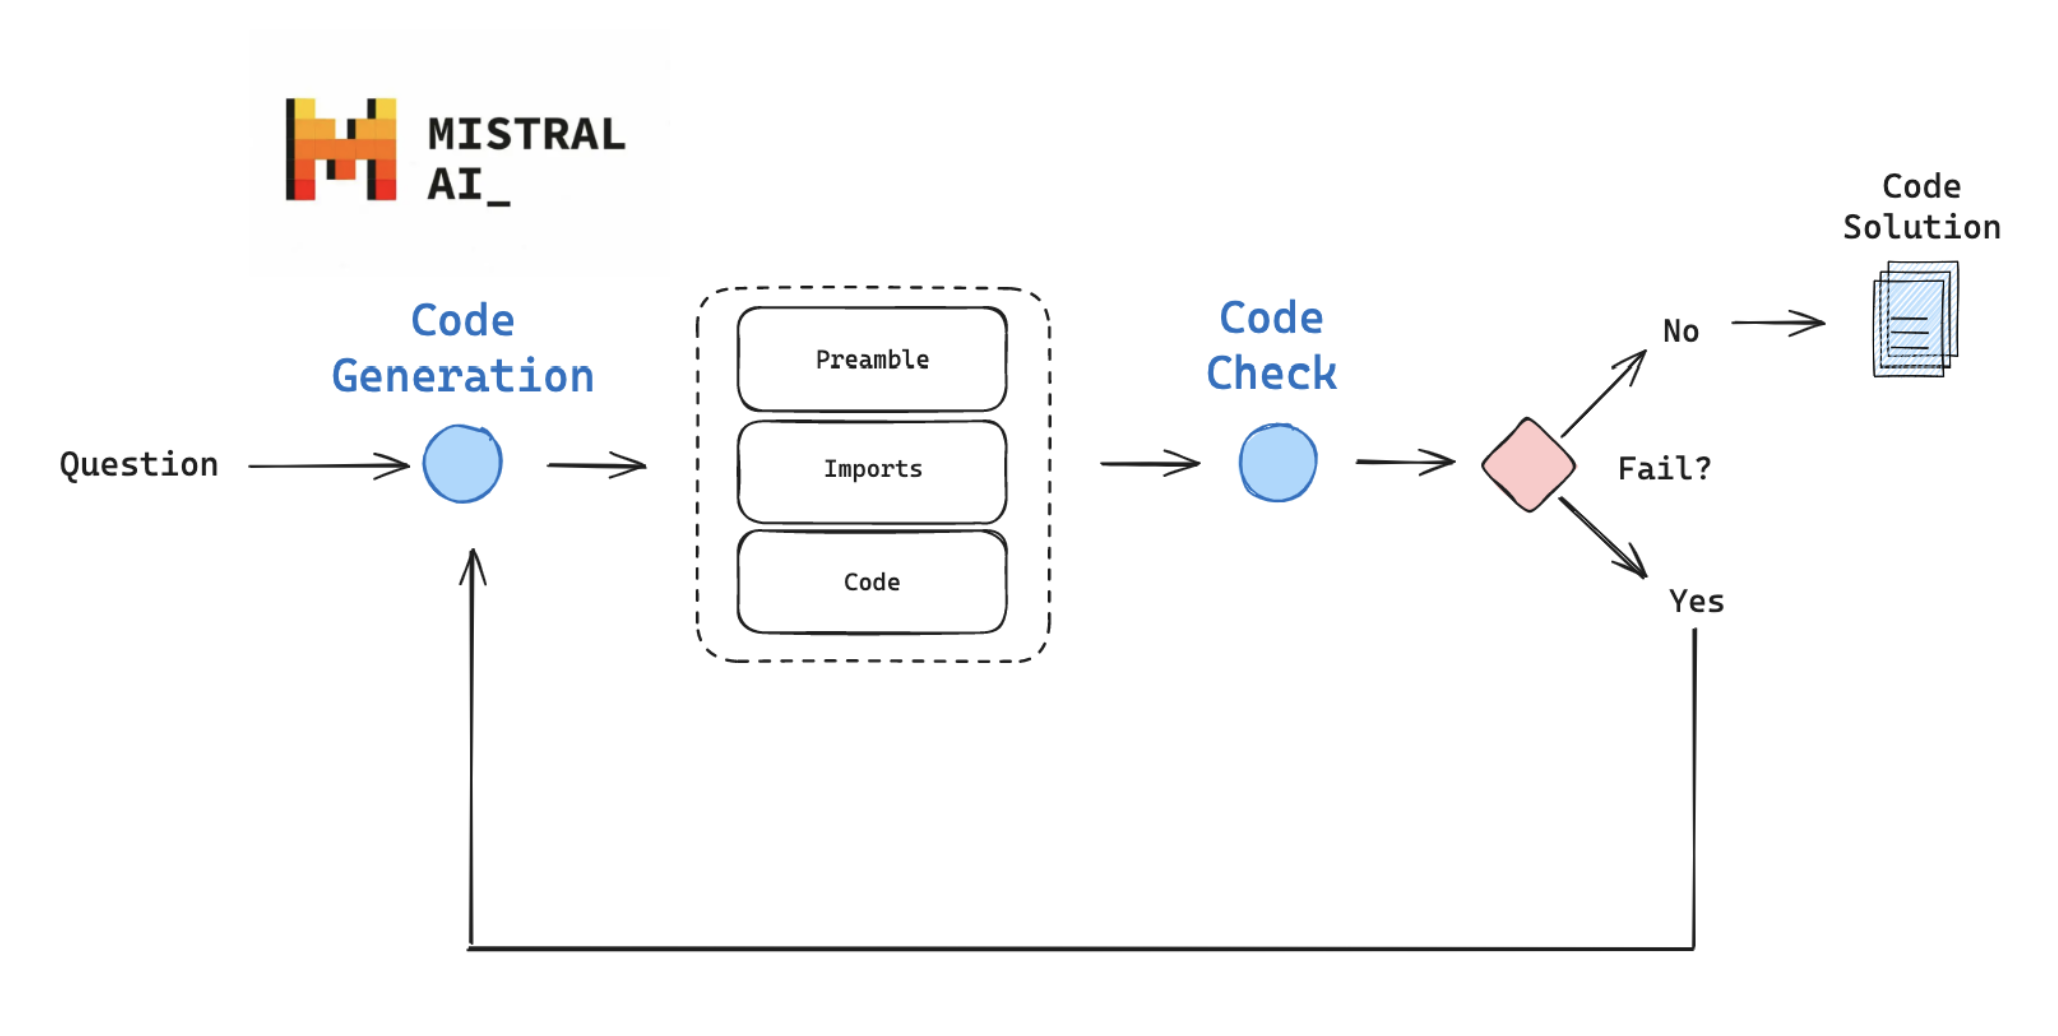 MISTRAL
AI_
Code
Generation
Question
Preamble
Imports
Code
Code
Check
Fail?
No
Yes
Code
Solution